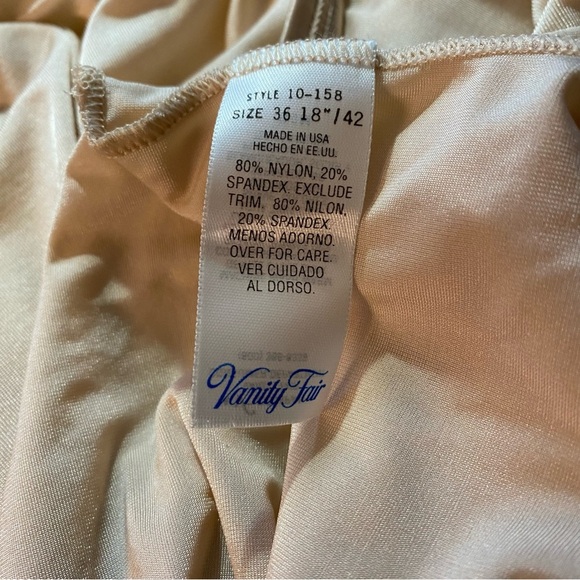 STYLE 10-158
SIZE 36 18"/42
MADE IN USA
HECHO EN EE.UU.
80% NYLON, 20%
SPANDEX. EXCLUDE
TRIM. 80% NILON,
20% SPANDEX.
MENOS ADORNO.
OVER FOR CARE.
VER CUIDADO
AL DORSO.
Vanity Fair